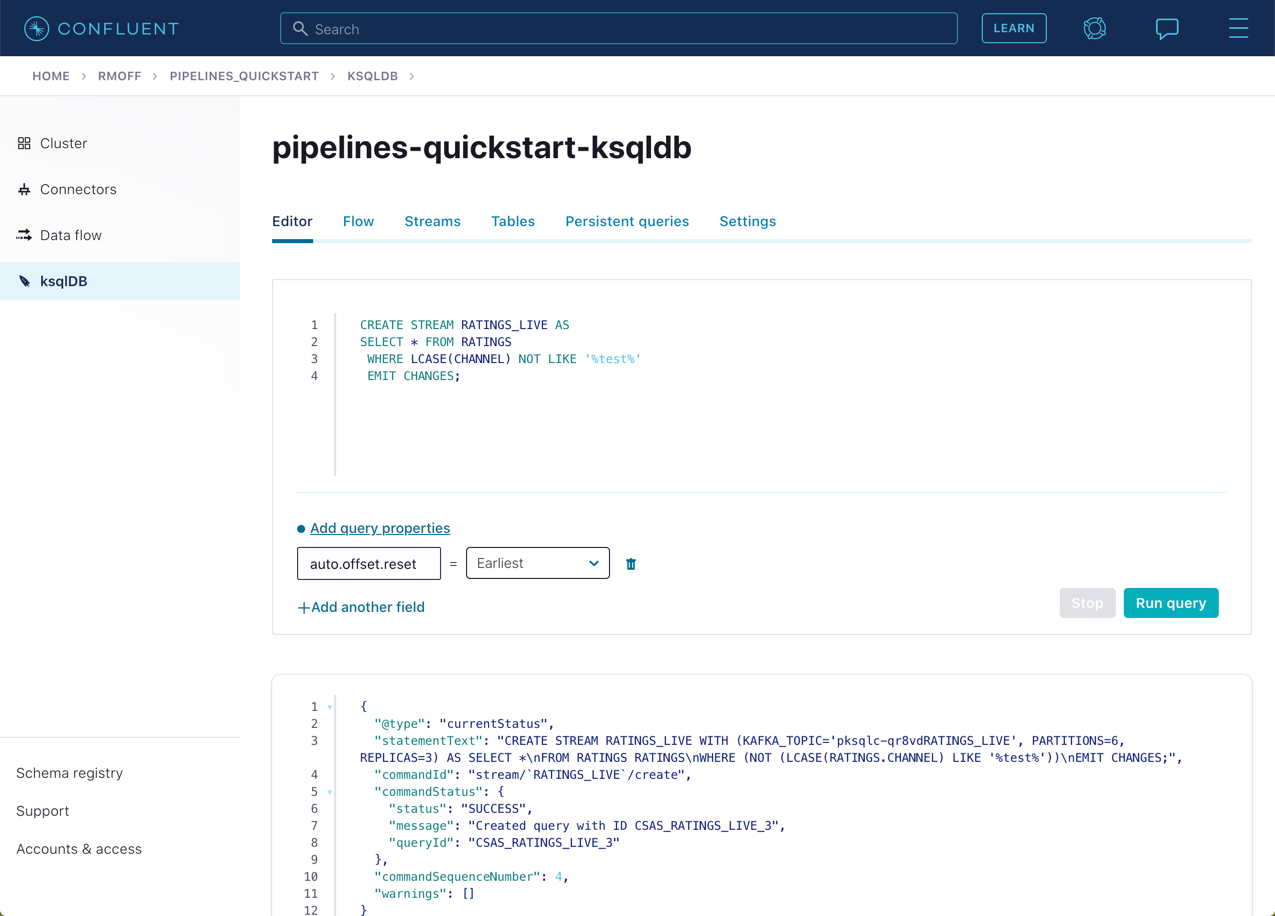 CONFLUENT
Search
LEARN
HOME > RMOFF > PIPELINES_QUICKSTART > KSQLDB >
Cluster
Connectors
Data flow
ksqlDB
Schema registry
Support
Accounts & access
pipelines-quickstart-ksqldb
Editor Flow Streams Tables Persistent queries Settings
1 CREATE STREAM RATINGS_LIVE AS
2 SELECT * FROM RATINGS
3 WHERE LCASE(CHANNEL) NOT LIKE '%test%'
4 EMIT CHANGES;
Add query properties
auto.offset.reset = Earliest
+Add another field
Stop Run query
1 {
2 "@type": "currentStatus",
3 "statementText": "CREATE STREAM RATINGS_LIVE WITH (KAFKA_TOPIC='pksqlc-qr8vdRATINGS_LIVE', PARTITIONS=6,
REPLICAS=3) AS SELECT *\nFROM RATINGS RATINGS\nWHERE (NOT (LCASE(RATINGS.CHANNEL) LIKE '%test%'))\nEMIT CHANGES;",
4 "commandId": "stream/`RATINGS_LIVE`/create",
5 "commandStatus": {
6 "status": "SUCCESS",
7 "message": "Created query with ID CSAS_RATINGS_LIVE_3",
8 "queryId": "CSAS_RATINGS_LIVE_3"
9 },
10 "commandSequenceNumber": 4,
11 "warnings": []
12 }